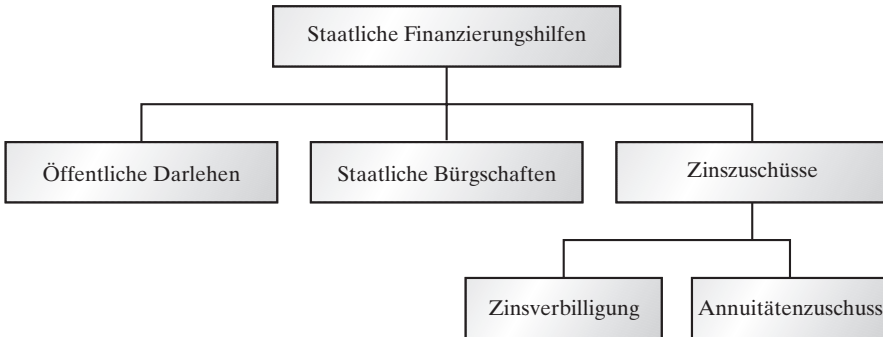 Staatliche Finanzierungshilfen
Öffentliche Darlehen
Staatliche Bürgschaften
Zinszuschüsse
Zinsverbilligung
Annuitätenzuschuss